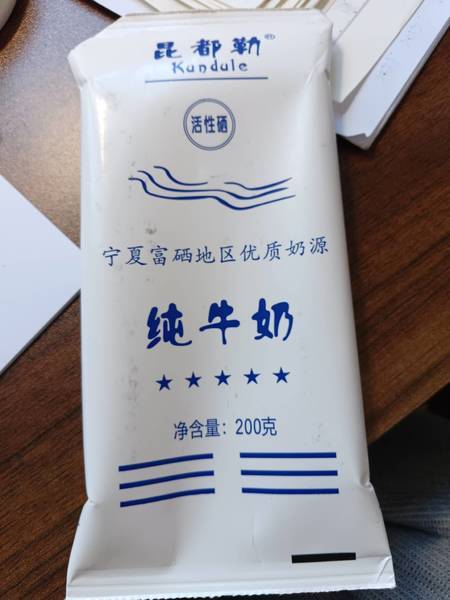 昆都勒®
Kundule
活性硒
宁夏富硒地区优质奶源
纯牛奶
★★★★★
净含量：200克